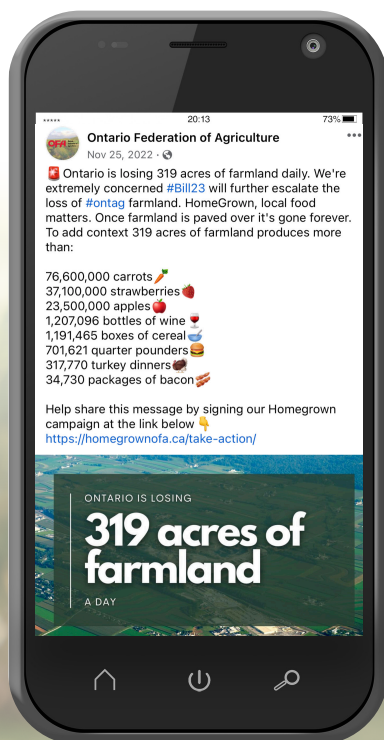 20:13
73%
OFA
Ontario Federation of Agriculture
Nov 25, 2022 ·
🚨 Ontario is losing 319 acres of farmland daily. We're
extremely concerned #Bill23 will further escalate the
loss of #ontag farmland. HomeGrown, local food
matters. Once farmland is paved over it's gone forever.
To add context 319 acres of farmland produces more
than:
76,600,000 carrots🥕
37,100,000 strawberries🍓
23,500,000 apples🍎
1,207,096 bottles of wine🍷
1,191,465 boxes of cereal🥣
701,621 quarter pounders🍔
317,770 turkey dinners🦃
34,730 packages of bacon🥓
Help share this message by signing our Homegrown
campaign at the link below 👇
https://homegrownofa.ca/take-action/
ONTARIO IS LOSING
319 acres of
farmland
A DAY